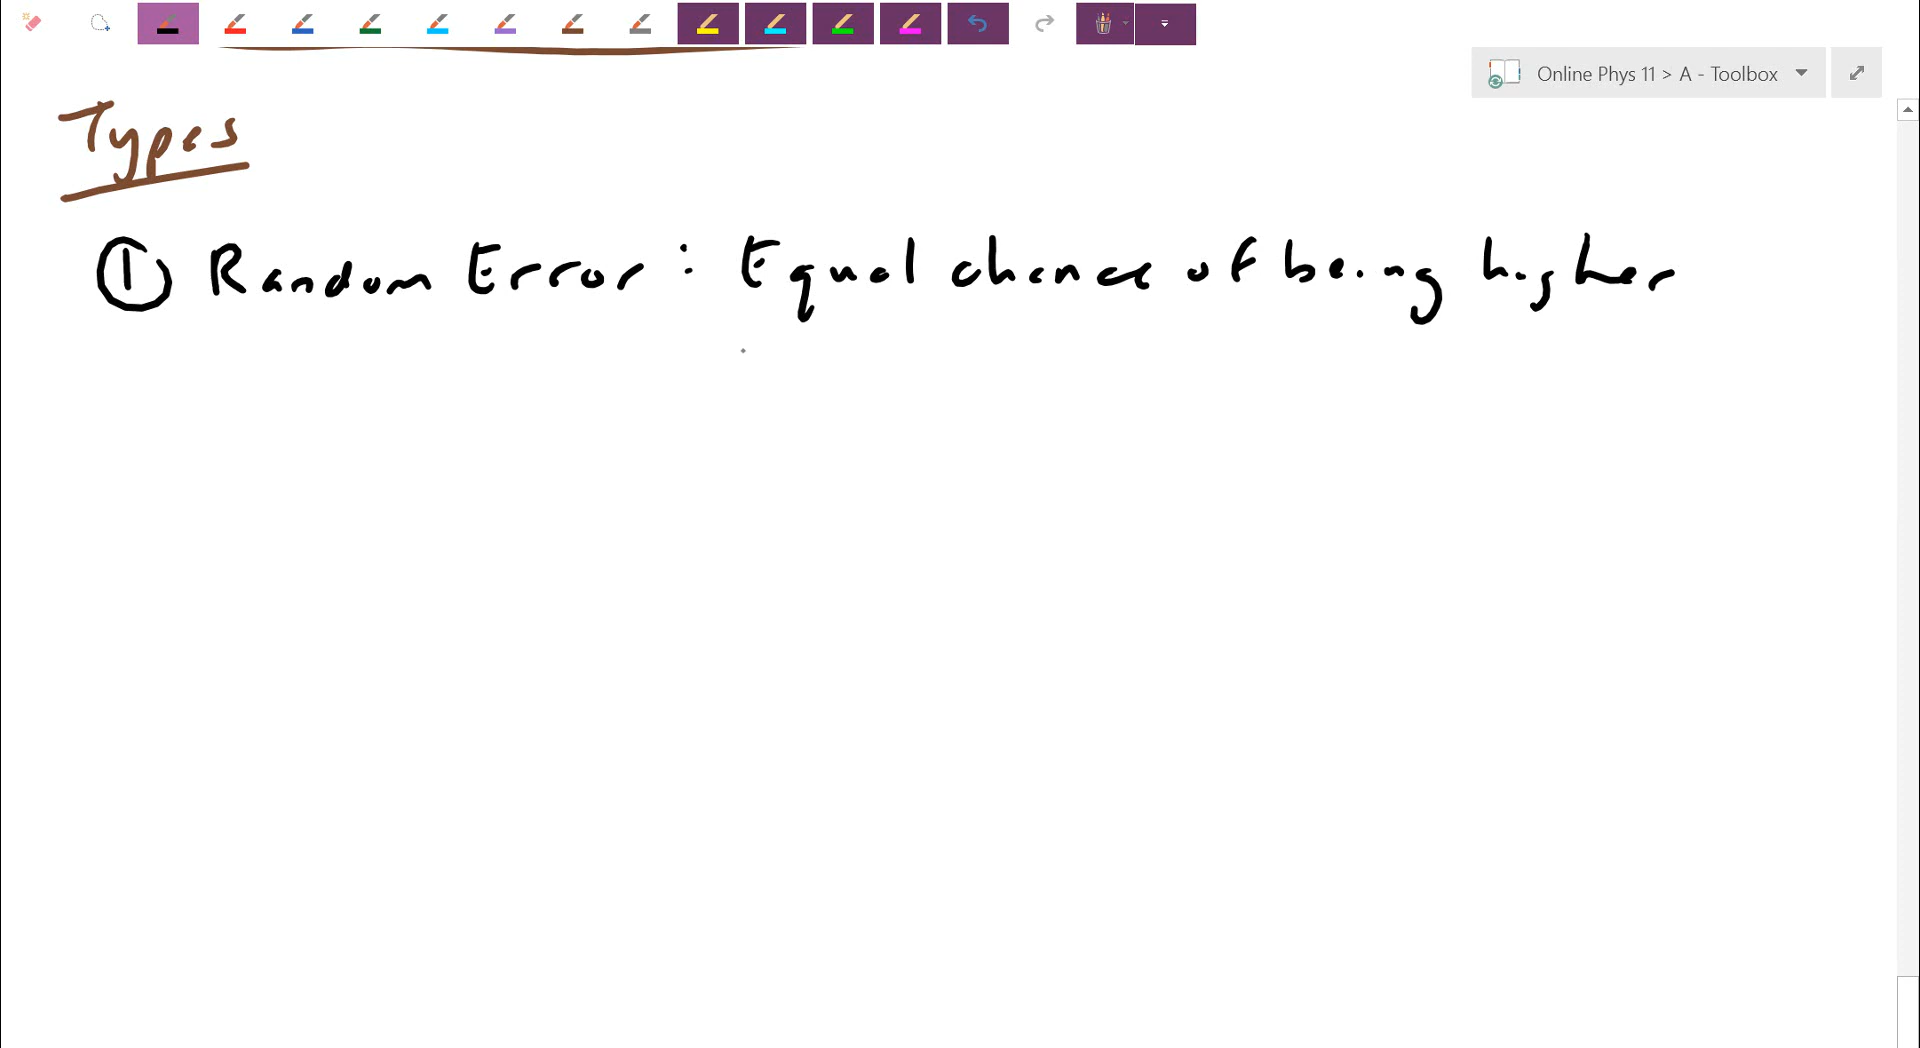 Online Phys 11 > A - Toolbox
Types
① Random Error : Equal chance of being higher